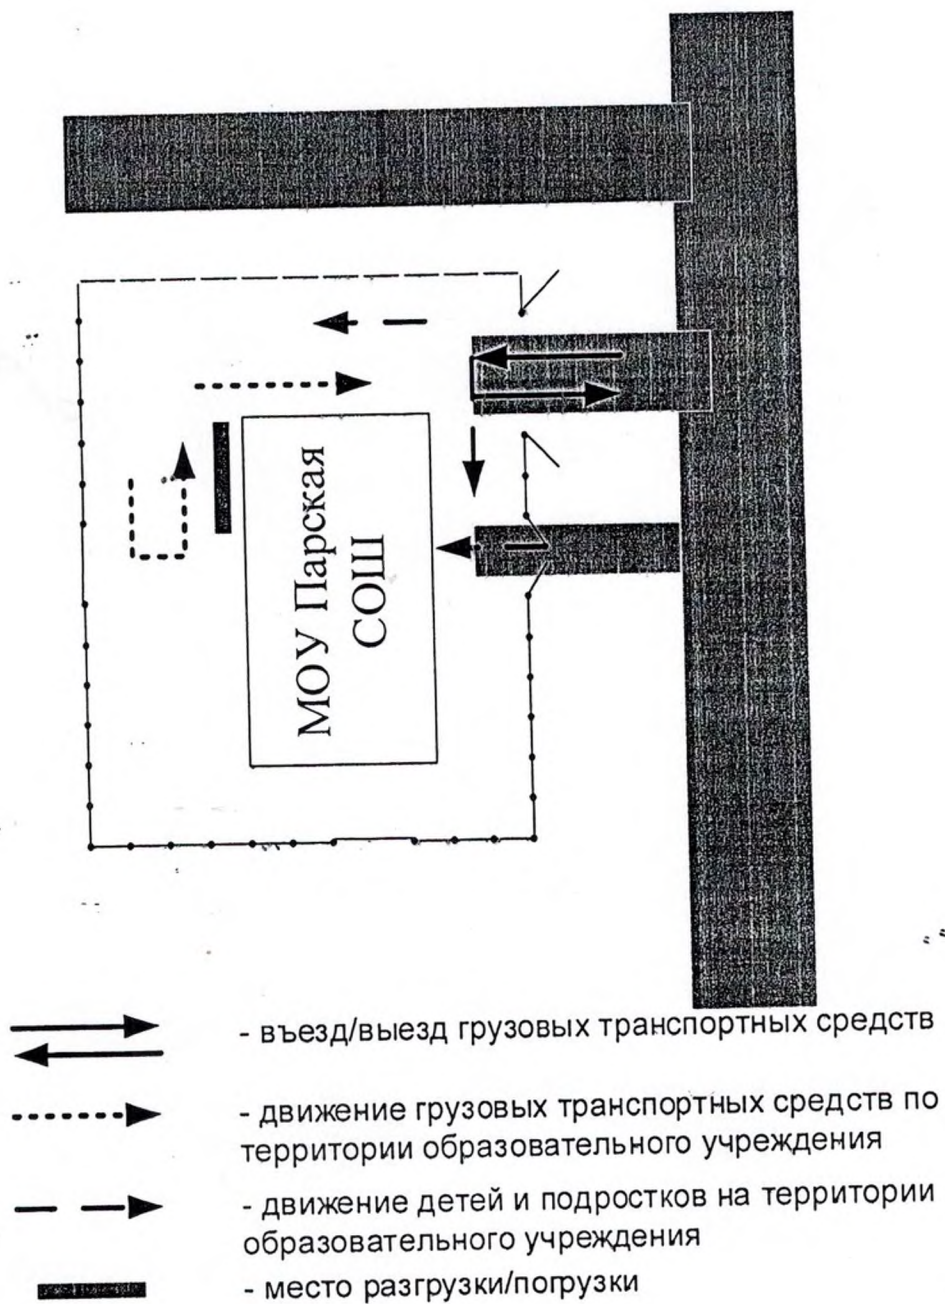 МОУ Парская
СОШ
- въезд/выезд грузовых транспортных средств
- движение грузовых транспортных средств по
территории образовательного учреждения
- движение детей и подростков на территории
образовательного учреждения
- место разгрузки/погрузки